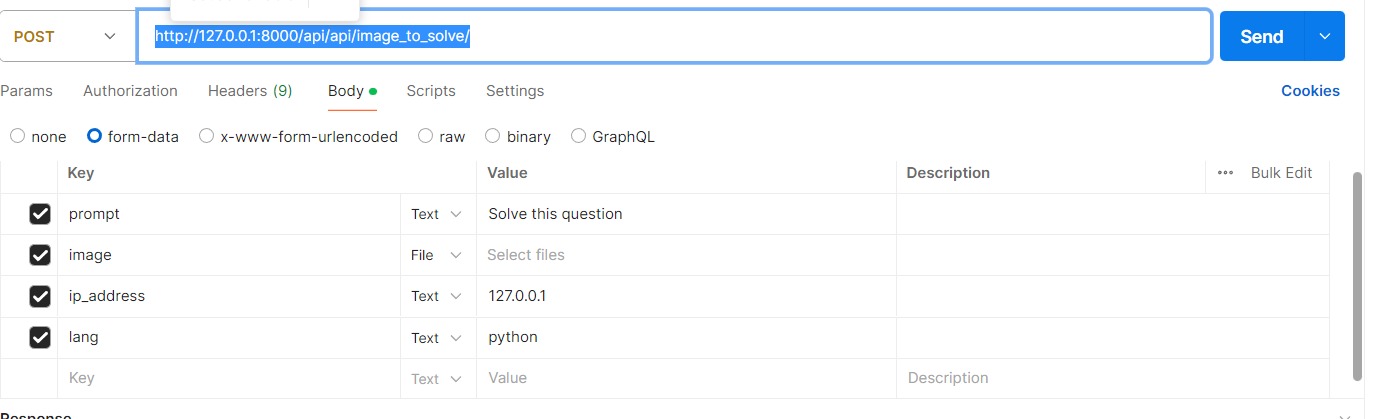 POST http://127.0.0.1:8000/api/api/image_to_solve/ Send
Params Authorization Headers (9) Body Scripts Settings Cookies
none form-data x-www-form-urlencoded raw binary GraphQL
Key Value Description ••• Bulk Edit
prompt Text Solve this question
image File Select files
ip_address Text 127.0.0.1
lang Text python
Key Text Value Description
Response